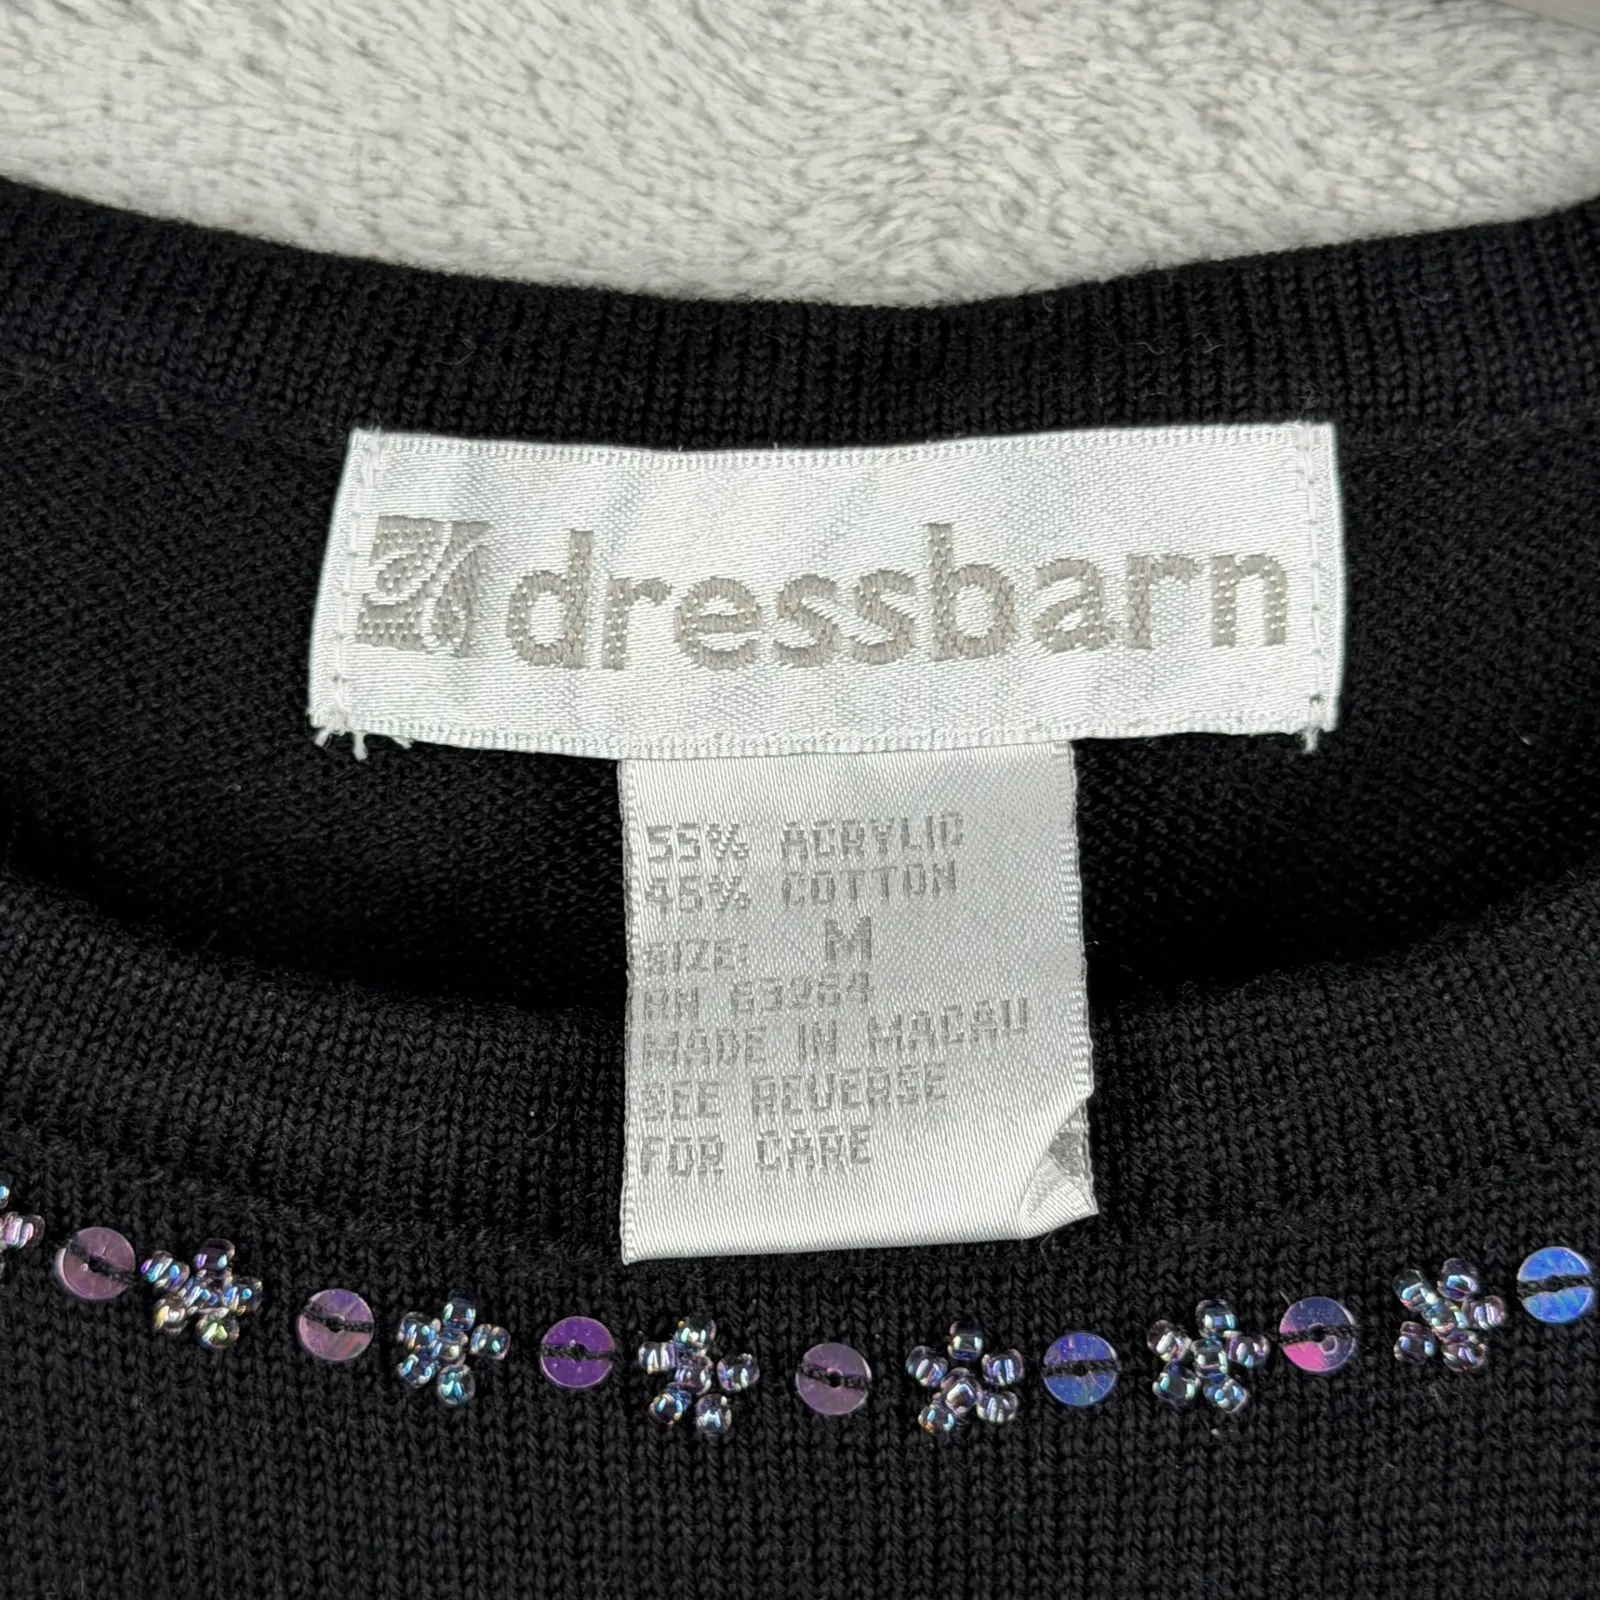 dressbarn
55% ACRYLIC
45% COTTON
SIZE: M
RN 63264
MADE IN MACAU
SEE REVERSE
FOR CARE